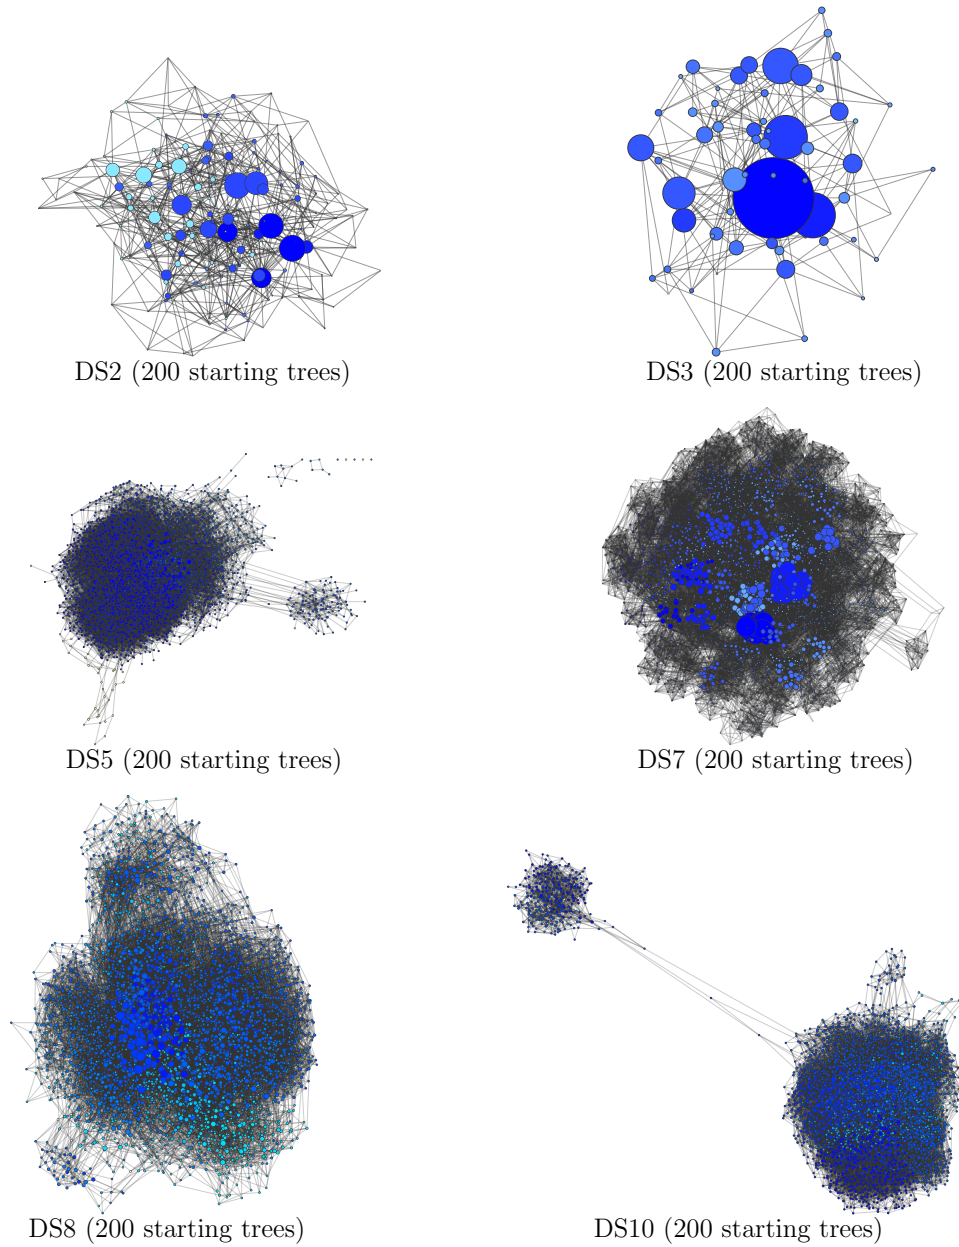 DS2 (200 starting trees)
DS3 (200 starting trees)
DS5 (200 starting trees)
DS7 (200 starting trees)
DS8 (200 starting trees)
DS10 (200 starting trees)